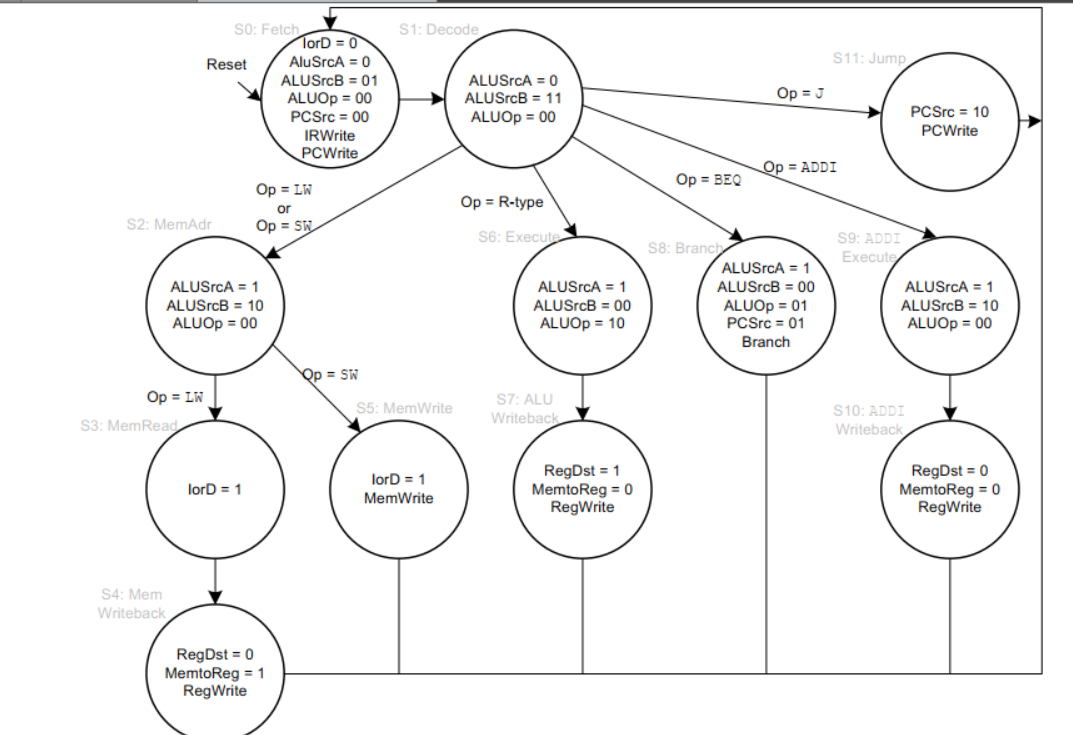 S0: Fetch
IorD = 0
AluSrcA = 0
ALUSrcB = 01
ALUOp = 00
PCSrc = 00
IRWrite
PCWrite
Reset
S1: Decode
ALUSrcA = 0
ALUSrcB = 11
ALUOp = 00
S11: Jump
Op = J
PCSrc = 10
PCWrite
Op = LW
or
Op = SW
Op = R-type
Op = BEQ
Op = ADDI
S2: MemAdr
ALUSrcA = 1
ALUSrcB = 10
ALUOp = 00
S6: Execute
ALUSrcA = 1
ALUSrcB = 00
ALUOp = 10
S8: Branch
ALUSrcA = 1
ALUSrcB = 00
ALUOp = 01
PCSrc = 01
Branch
S9: ADDI
Execute
ALUSrcA = 1
ALUSrcB = 10
ALUOp = 00
Op = LW
Op = SW
S3: MemRead
IorD = 1
S5: MemWrite
IorD = 1
MemWrite
S7: ALU
Writeback
RegDst = 1
MemtoReg = 0
RegWrite
S10: ADDI
Writeback
RegDst = 0
MemtoReg = 0
RegWrite
S4: Mem
Writeback
RegDst = 0
MemtoReg = 1
RegWrite